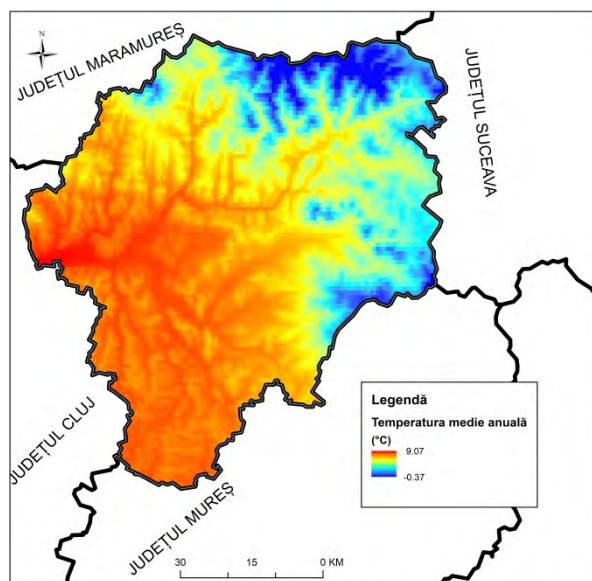 N
JUDEȚUL MARAMUREȘ
JUDEȚUL SUCEAVA
JUDEȚUL CLUJ
JUDEȚUL MUREȘ
Legendă
Temperatura medie anuală
(°C)
9.07
-0.37
30 15 0 KM